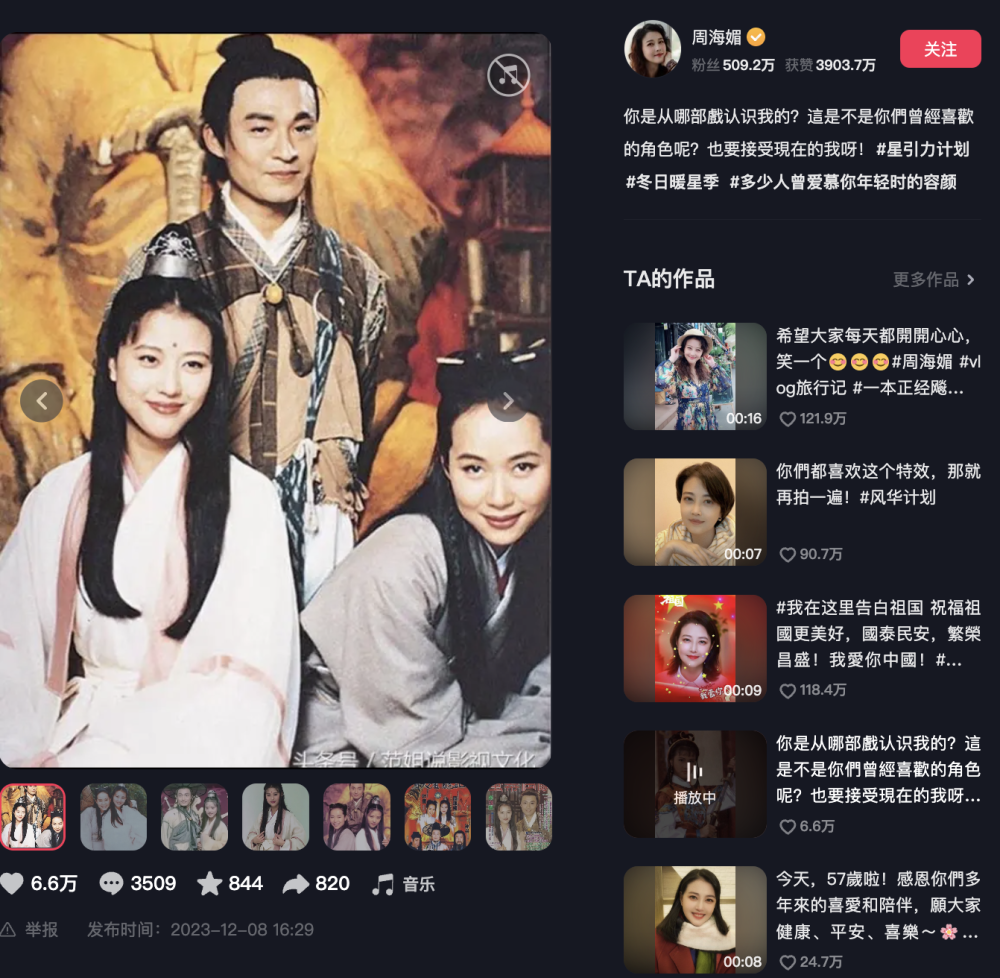 周海媚
粉丝 509.2万 获赞 3903.7万
关注
你是从哪部戲认识我的？這是不是你們曾經喜歡
的角色呢？也要接受現在的我呀！ #星引力计划
#冬日暖星季 #多少人曾爱慕你年轻时的容颜
TA的作品
更多作品
希望大家每天都開開心心，
笑一个😊😊😊#周海媚 #vl
og旅行记 #一本正经飚...
00:16
121.9万
你們都喜欢这个特效，那就
再拍一遍！#风华计划
00:07
90.7万
#我在这里告白祖国 祝福祖
國更美好，國泰民安，繁榮
昌盛！我愛你中國！#...
00:09
118.4万
你是从哪部戲认识我的？這
是不是你們曾經喜歡的角色
呢？也要接受現在的我呀...
播放中
6.6万
今天，57歲啦！感恩你們多
年來的喜愛和陪伴，願大家
健康、平安、喜樂～🌸...
00:08
24.7万
头条号 / 范姐说影视文化
6.6万 3509 844 820 音乐
举报 发布时间：2023-12-08 16:29